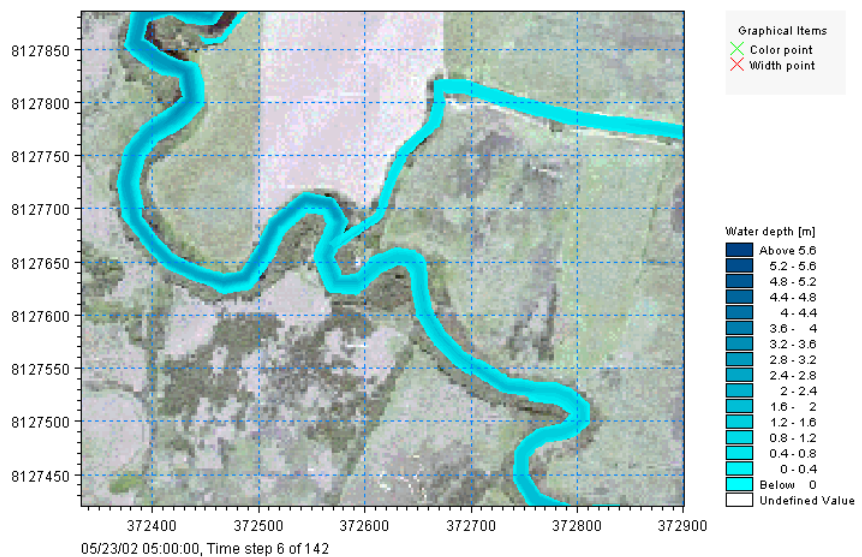 Graphical Items
Color point
Width point
8127850
8127800
8127750
8127700
8127650
8127600
8127550
8127500
8127450
372400 372500 372600 372700 372800 372900
05/23/02 05:00:00, Time step 6 of 142
Water depth [m]
Above 5.6
5.2 - 5.6
4.8 - 5.2
4.4 - 4.8
4 - 4.4
3.6 - 4
3.2 - 3.6
2.8 - 3.2
2.4 - 2.8
2 - 2.4
1.6 - 2
1.2 - 1.6
0.8 - 1.2
0.4 - 0.8
0 - 0.4
Below 0
Undefined Value